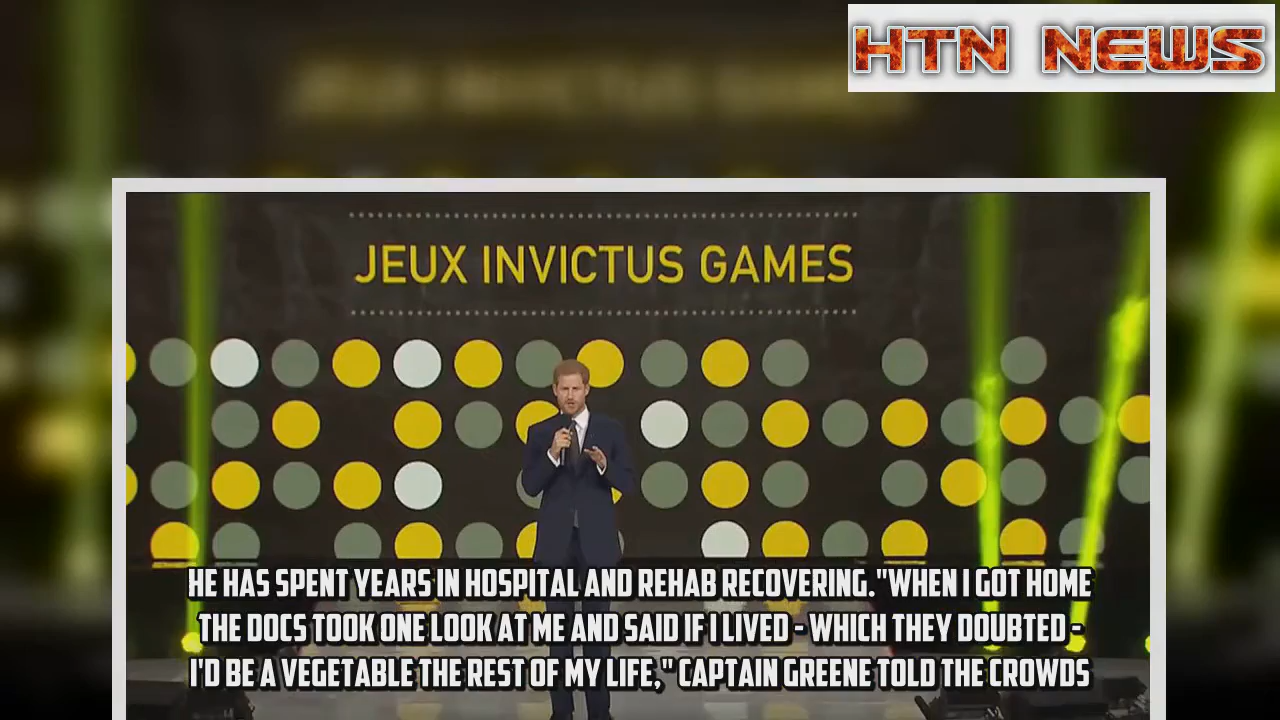 HTN NEWS
JEUX INVICTUS GAMES
HE HAS SPENT YEARS IN HOSPITAL AND REHAB RECOVERING."WHEN I GOT HOME
THE DOCS TOOK ONE LOOK AT ME AND SAID IF I LIVED - WHICH THEY DOUBTED -
I'D BE A VEGETABLE THE REST OF MY LIFE," CAPTAIN GREENE TOLD THE CROWDS